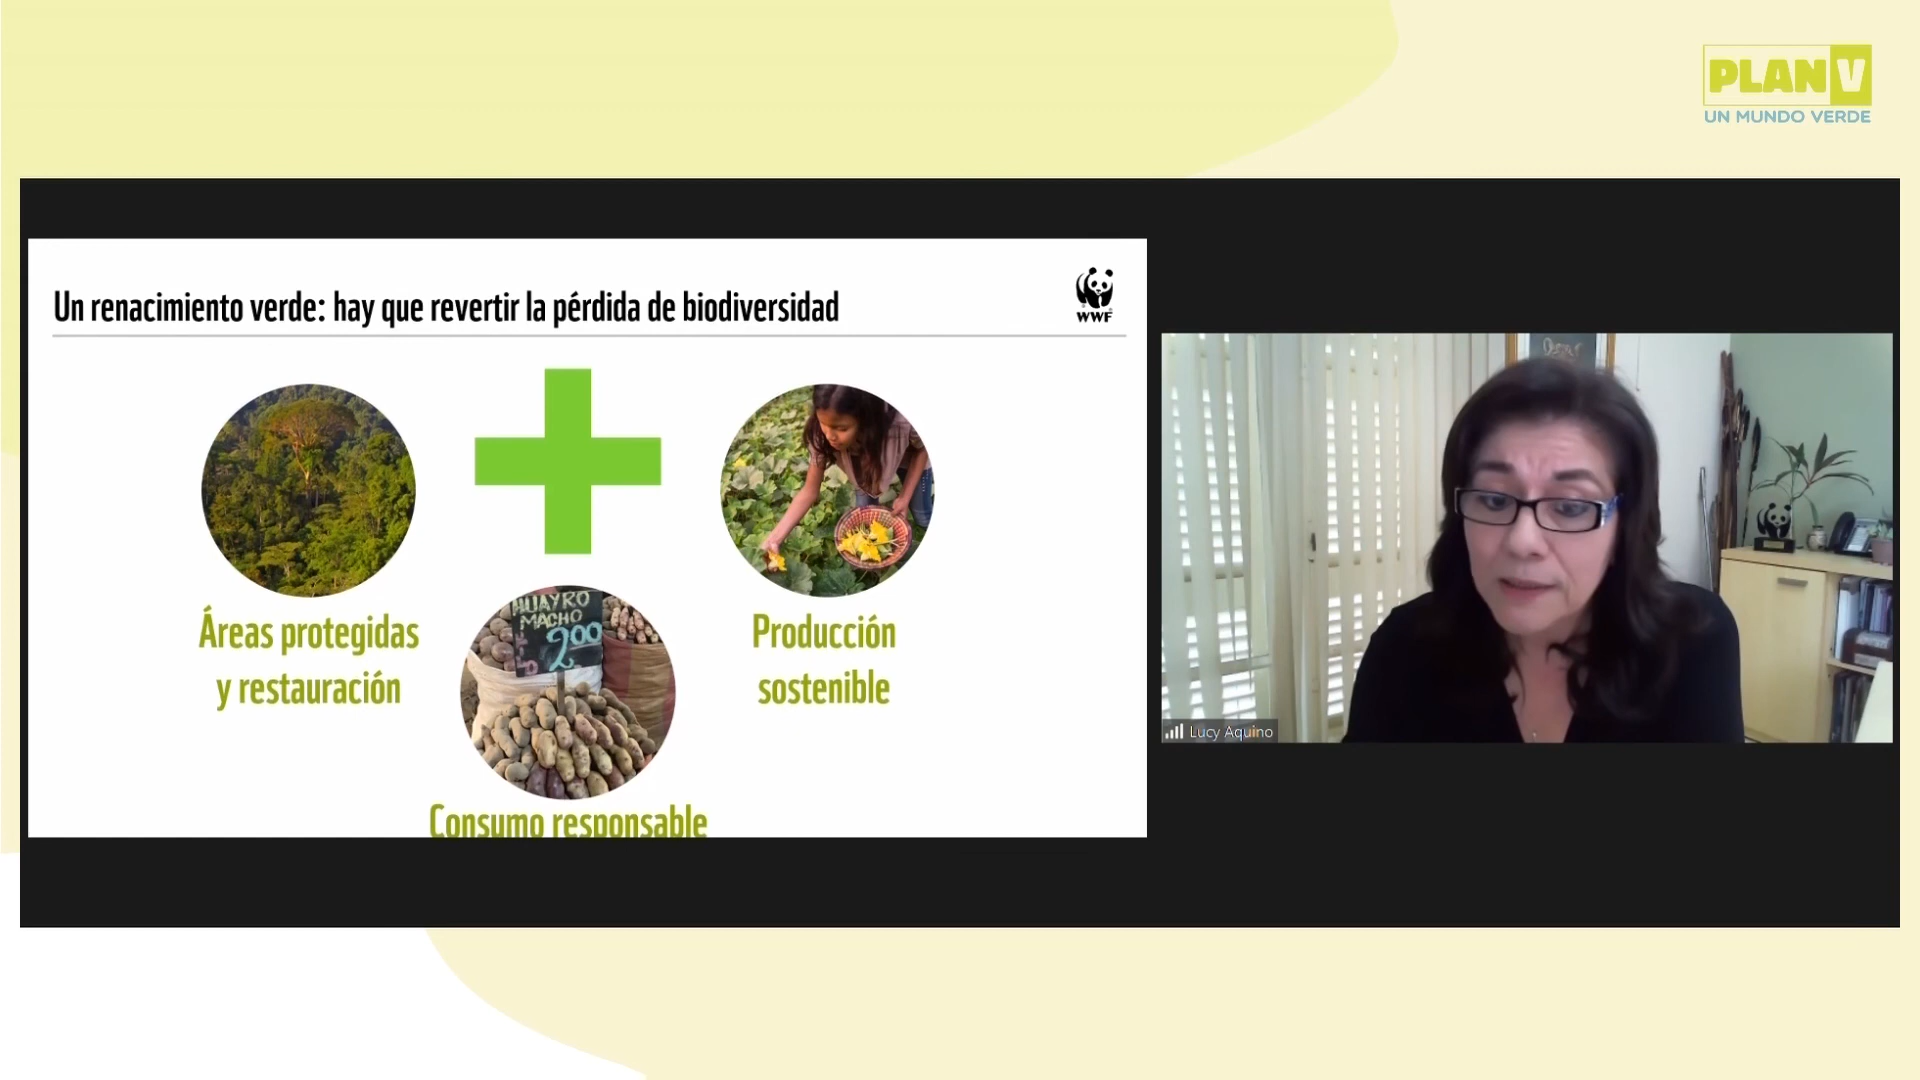 PLAN V
UN MUNDO VERDE
Un renacimiento verde: hay que revertir la pérdida de biodiversidad
WWF
Áreas protegidas
y restauración
HUAYRO
MACHO
2.00
Producción
sostenible
Consumo responsable
Lucy Aquino